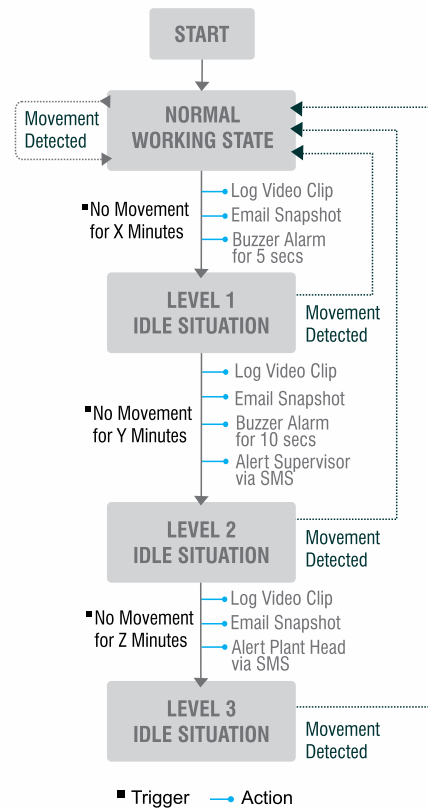 START
NORMAL
WORKING STATE
Movement
Detected
No Movement
for X Minutes
Log Video Clip
Email Snapshot
Buzzer Alarm
for 5 secs
LEVEL 1
IDLE SITUATION
Movement
Detected
No Movement
for Y Minutes
Log Video Clip
Email Snapshot
Buzzer Alarm
for 10 secs
Alert Supervisor
via SMS
LEVEL 2
IDLE SITUATION
Movement
Detected
No Movement
for Z Minutes
Log Video Clip
Email Snapshot
Alert Plant Head
via SMS
LEVEL 3
IDLE SITUATION
Movement
Detected
Trigger
Action